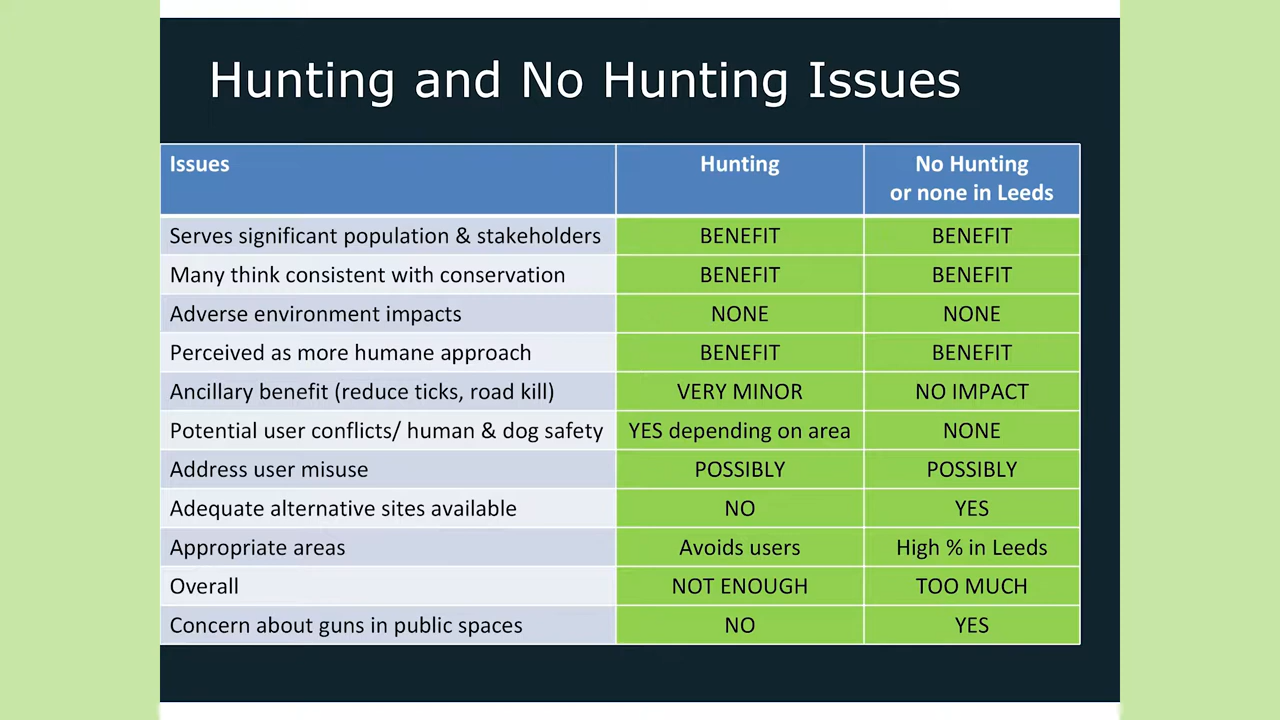 Hunting and No Hunting Issues
Issues Hunting No Hunting
or none in Leeds
Serves significant population & stakeholders BENEFIT BENEFIT
Many think consistent with conservation BENEFIT BENEFIT
Adverse environment impacts NONE NONE
Perceived as more humane approach BENEFIT BENEFIT
Ancillary benefit (reduce ticks, road kill) VERY MINOR NO IMPACT
Potential user conflicts/ human & dog safety YES depending on area NONE
Address user misuse POSSIBLY POSSIBLY
Adequate alternative sites available NO YES
Appropriate areas Avoids users High % in Leeds
Overall NOT ENOUGH TOO MUCH
Concern about guns in public spaces NO YES